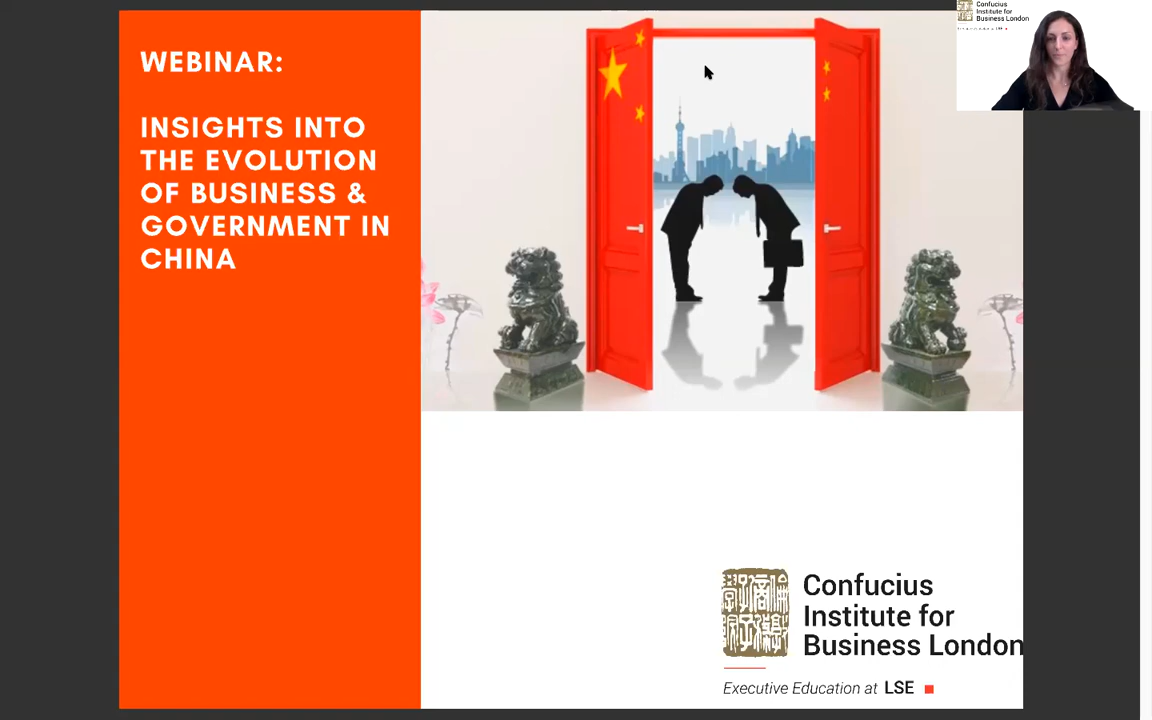 WEBINAR:
INSIGHTS INTO
THE EVOLUTION
OF BUSINESS &
GOVERNMENT IN
CHINA
Confucius
Institute for
Business London
Confucius
Institute for
Business London
Executive Education at LSE